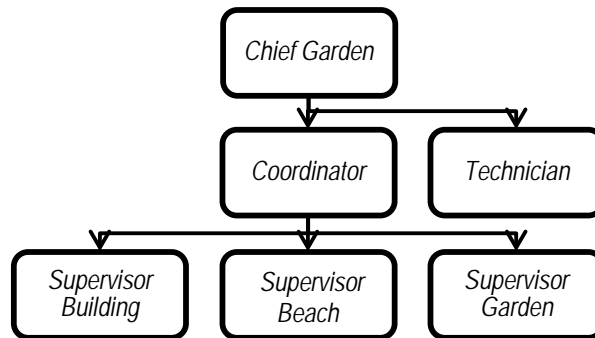 Chief Garden
Coordinator
Technician
Supervisor
Building
Supervisor
Beach
Supervisor
Garden